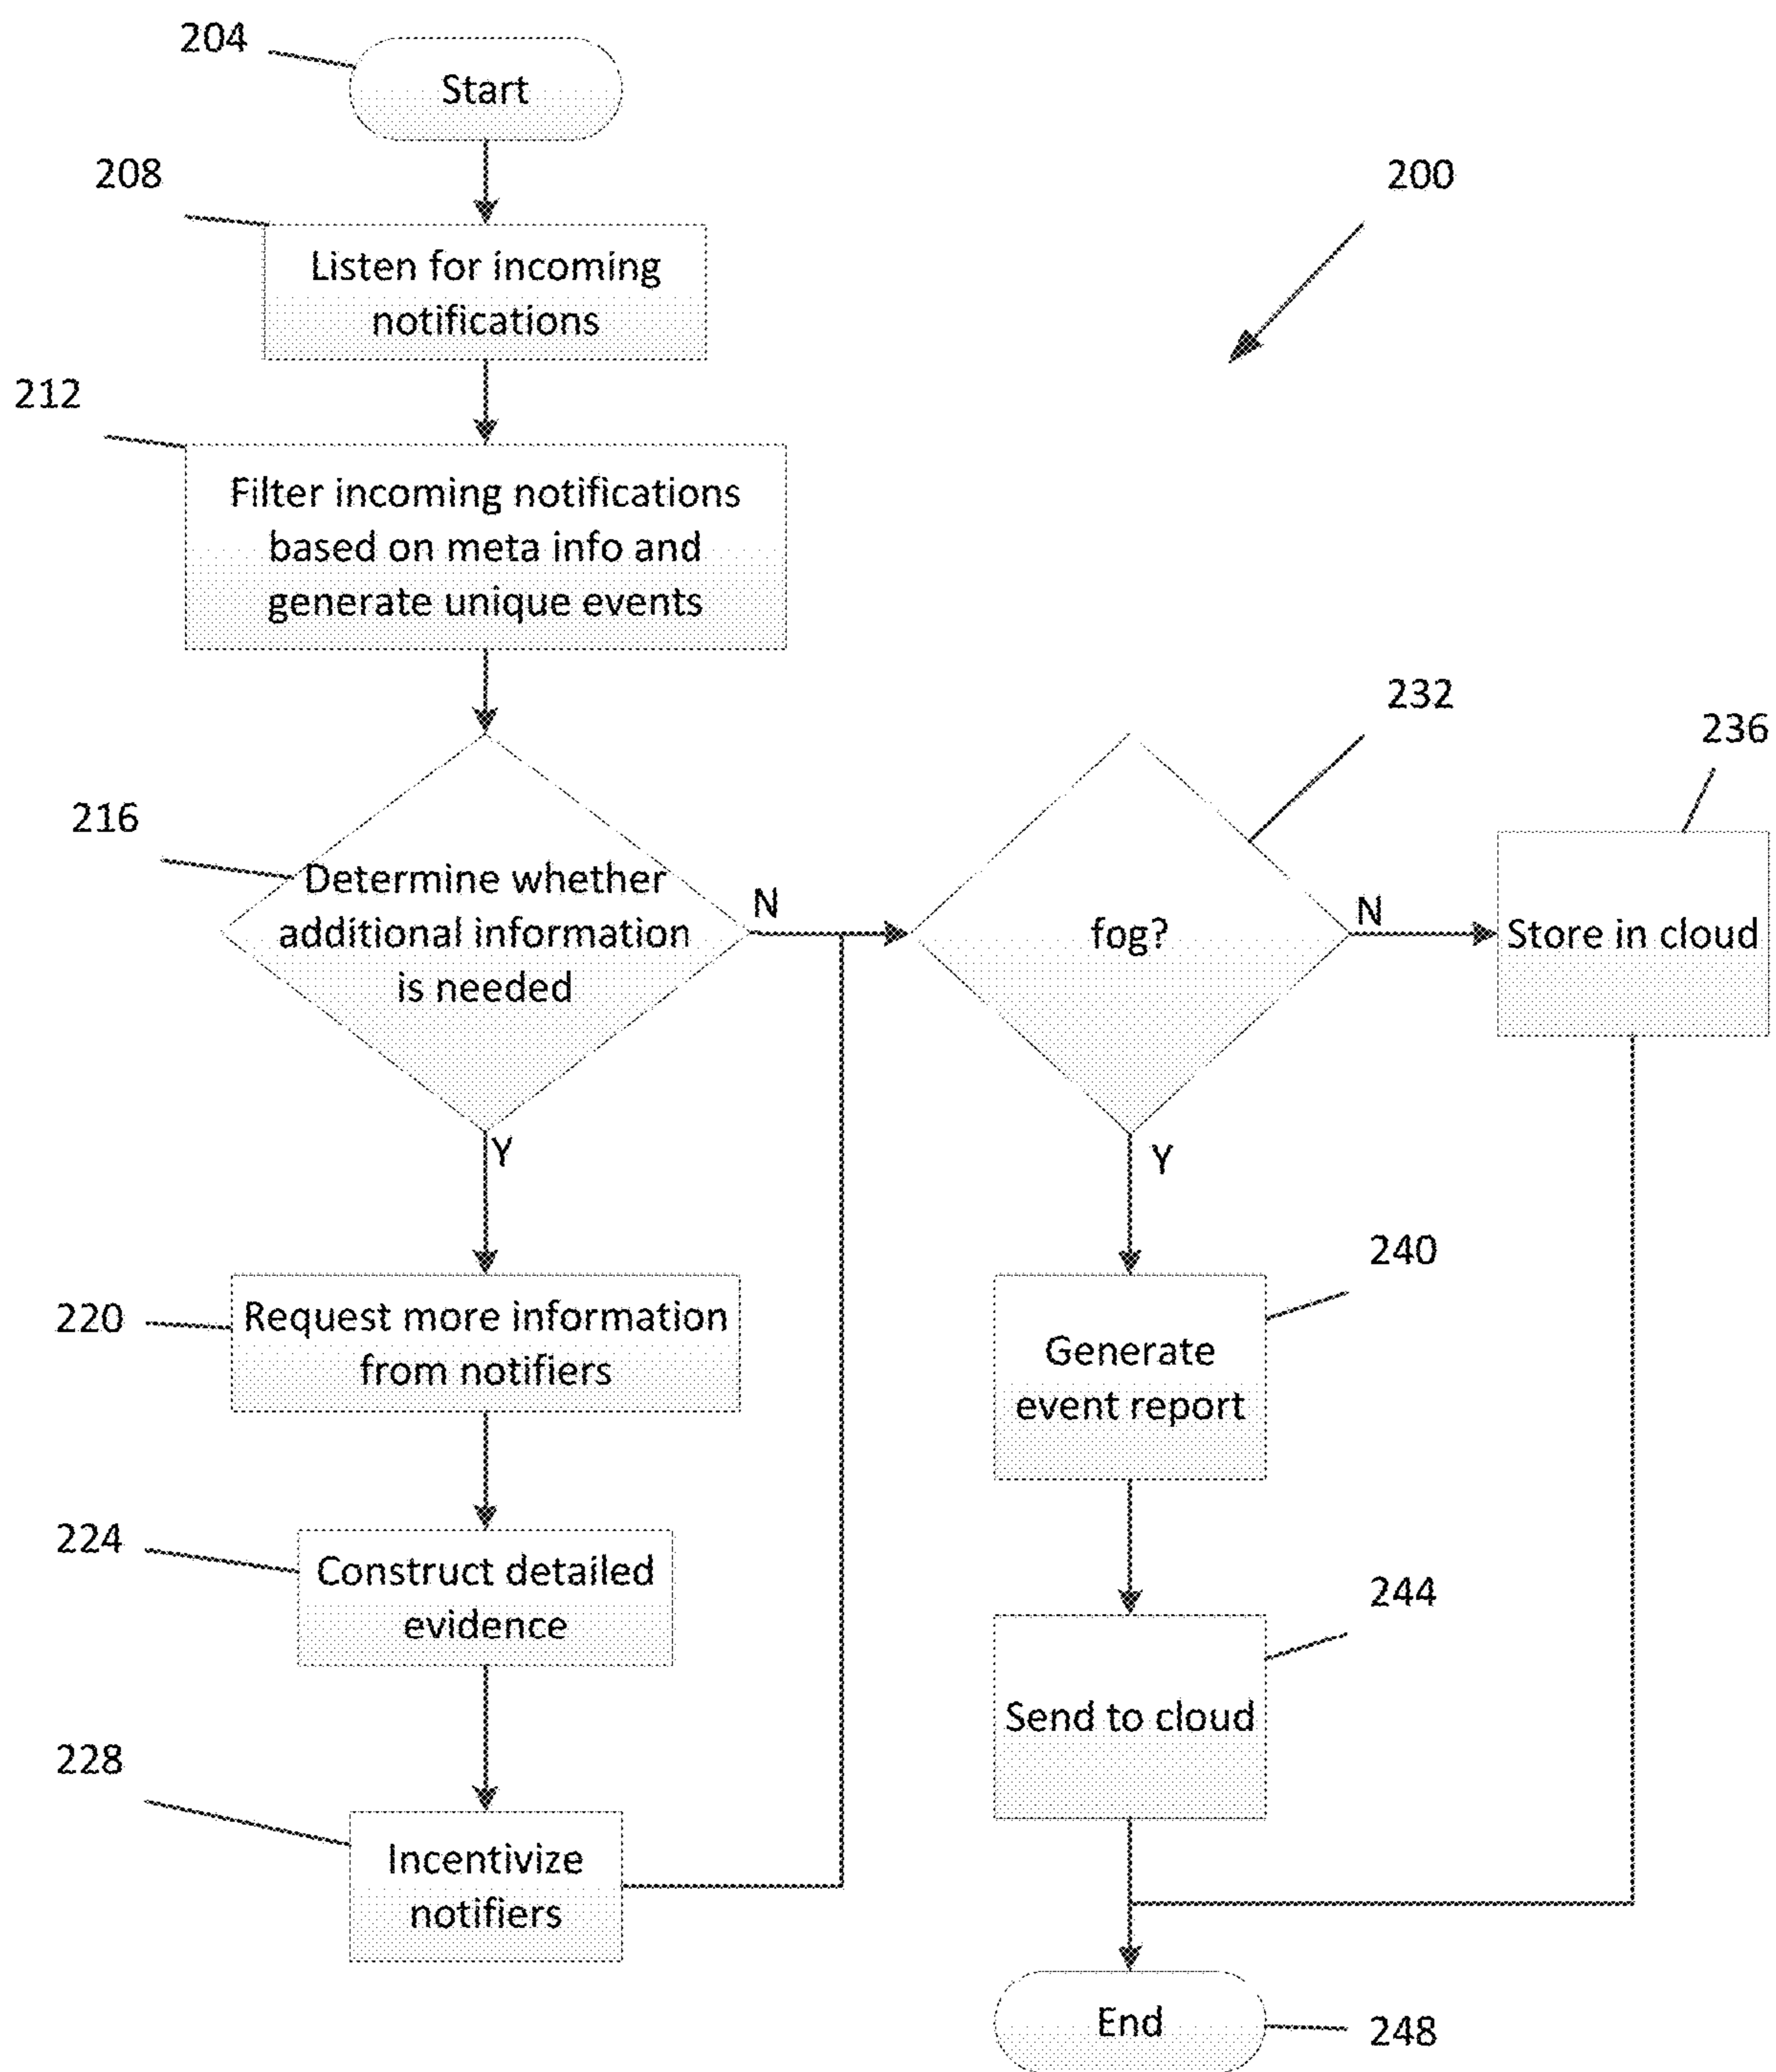 204
Start
208
Listen for incoming
notifications
200
212
Filter incoming notifications
based on meta info and
generate unique events
216
Determine whether
additional information
is needed
N
Y
232
fog?
N
Y
236
Store in cloud
220
Request more information
from notifiers
224
Construct detailed
evidence
228
Incentivize
notifiers
240
Generate
event report
244
Send to cloud
End
248